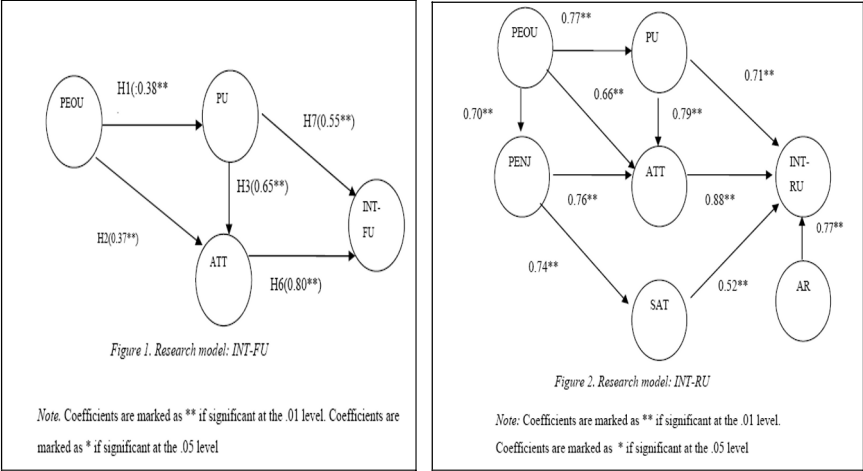 PEOU
H1(:0.38**
PU
H7(0.55**)
H3(0.65**)
INT-
FU
H2(0.37**)
ATT
H6(0.80**)
Figure 1. Research model: INT-FU
Note. Coefficients are marked as ** if significant at the .01 level. Coefficients are
marked as * if significant at the .05 level
0.77**
PEOU
PU
0.71**
0.66**
0.70**
0.79**
PENJ
ATT
INT-
RU
0.76**
0.88**
0.77**
0.74**
0.52**
SAT
AR
Figure 2. Research model: INT-RU
Note: Coefficients are marked as ** if significant at the .01 level.
Coefficients are marked as * if significant at the .05 level